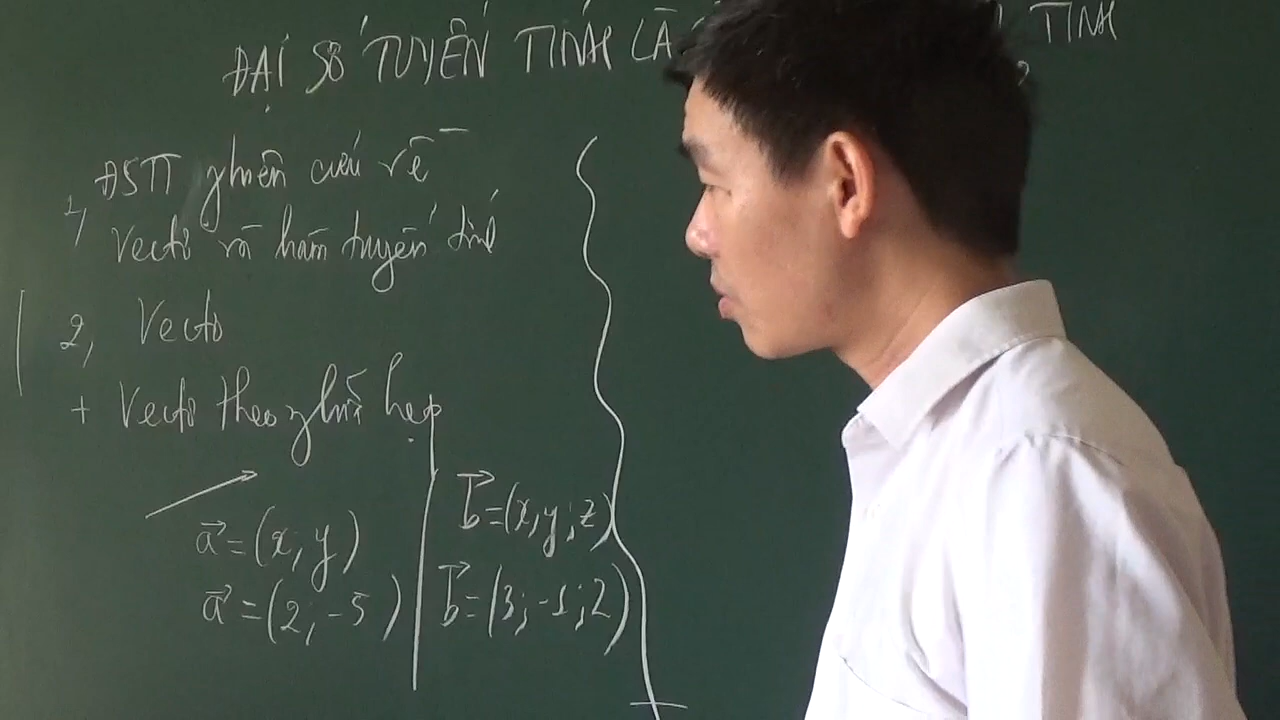 ĐẠI SỐ TUYẾN TÍNH LÀ TÍNH ?
ĐSTT nghiên cứu về
1, Vectơ và hàm tuyến tính
2, Vectơ
+ Vectơ theo nghĩa hẹp
a⃗ = (x; y)
a⃗ = (2; -5)
b⃗ = (x; y; z)
b⃗ = (3; -1; 2)